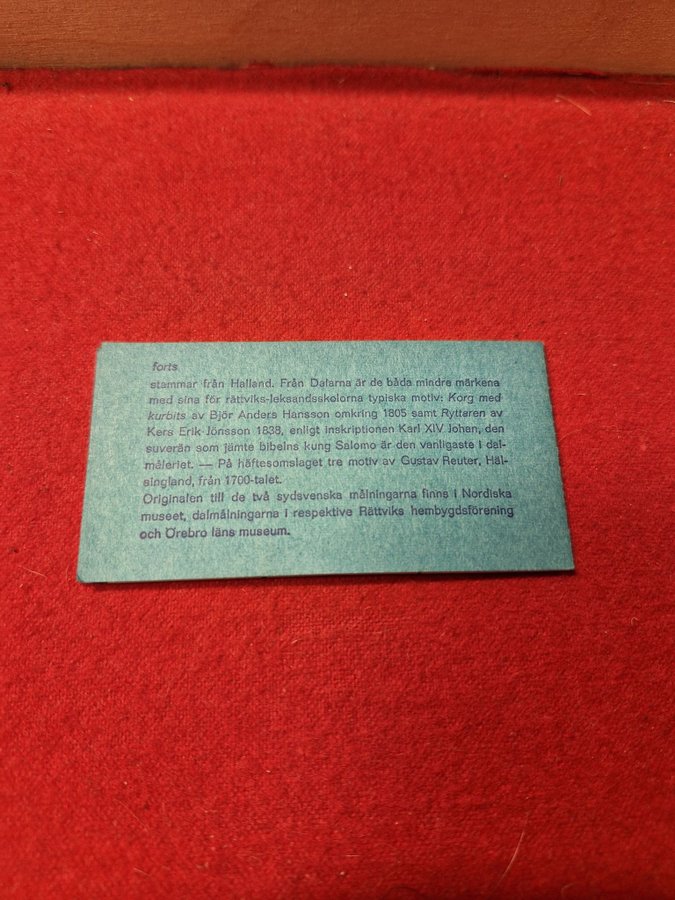 forts.
stammar från Halland. Från Dalarna är de båda mindre märkena
med sina för rättviks-leksandsskolorna typiska motiv: Korg med
kurbits av Björ Anders Hansson omkring 1805 samt Ryttaren av
Kers Erik Jönsson 1838, enligt inskriptionen Karl XIV Johan, den
suverän som jämte bibelns kung Salomo är den vanligaste i dal-
måleriet. — På häftesomslaget tre motiv av Gustav Reuter, Häl-
singland, från 1700-talet.
Originalen till de två sydsvenska målningarna finns i Nordiska
museet, dalmålningarna i respektive Rättviks hembygdsförening
och Örebro läns museum.